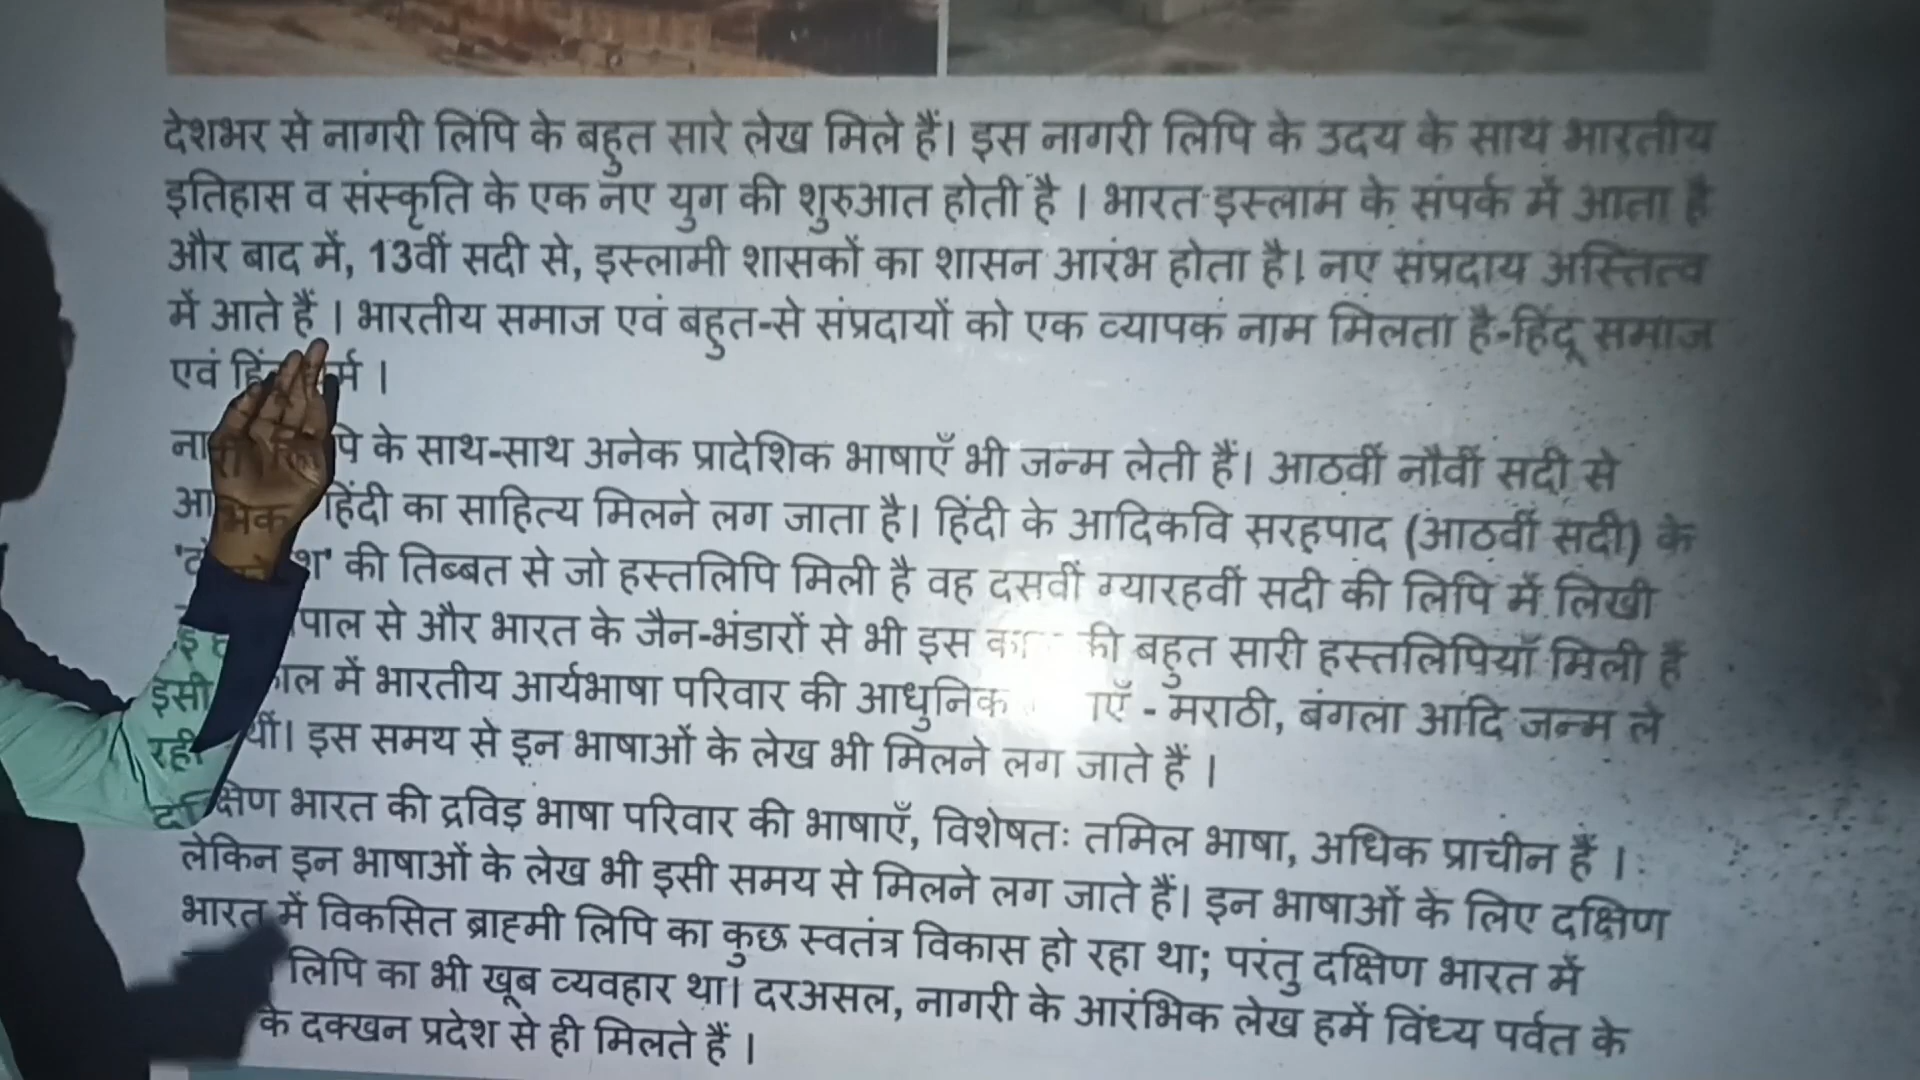 देशभर से नागरी लिपि के बहुत सारे लेख मिले हैं। इस नागरी लिपि के उदय के साथ भारतीय
इतिहास व संस्कृति के एक नए युग की शुरुआत होती है । भारत इस्लाम के संपर्क में आता है
और बाद में, 13वीं सदी से, इस्लामी शासकों का शासन आरंभ होता है। नए संप्रदाय अस्तित्व
में आते हैं । भारतीय समाज एवं बहुत-से संप्रदायों को एक व्यापक नाम मिलता है-हिंदू समाज
एवं
के साथ-साथ अनेक प्रादेशिक भाषाएँ भी जन्म लेती हैं। आठवीं नौवीं सदी से
हिंदी का साहित्य मिलने लग जाता है। हिंदी के आदिकवि सरहपाद (आठवीं सदी) के
की तिब्बत से जो हस्तलिपि मिली है वह दसवीं ग्यारहवीं सदी की लिपि में लिखी
से और भारत के जैन-भंडारों से भी इस की बहुत सारी हस्तलिपियाँ मिली हैं
इसी में भारतीय आर्यभाषा परिवार की आधुनिक - मराठी, बंगला आदि जन्म ले
रही थीं। इस समय से इन भाषाओं के लेख भी मिलने लग जाते हैं ।
दक्षिण भारत की द्रविड़ भाषा परिवार की भाषाएँ, विशेषतः तमिल भाषा, अधिक प्राचीन हैं ।
लेकिन इन भाषाओं के लेख भी इसी समय से मिलने लग जाते हैं। इन भाषाओं के लिए दक्षिण
भारत में विकसित ब्राह्मी लिपि का कुछ स्वतंत्र विकास हो रहा था; परंतु दक्षिण भारत में
लिपि का भी खूब व्यवहार था। दरअसल, नागरी के आरंभिक लेख हमें विंध्य पर्वत के
के दक्खन प्रदेश से ही मिलते हैं ।